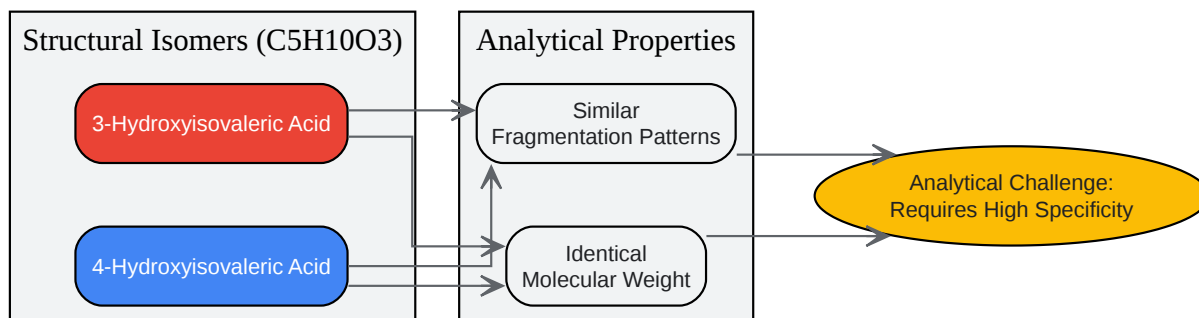 Structural Isomers (C5H10O3)
3-Hydroxyisovaleric Acid
4-Hydroxyisovaleric Acid
Analytical Properties
Similar
Fragmentation Patterns
Identical
Molecular Weight
Analytical Challenge:
Requires High Specificity